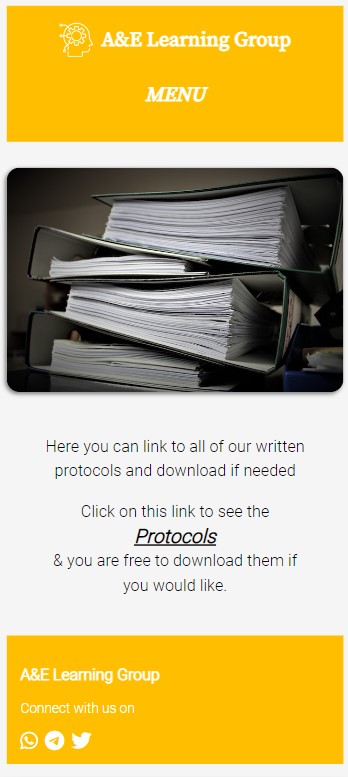 A&E Learning Group
MENU
Here you can link to all of our written
protocols and download if needed
Click on this link to see the
Protocols
& you are free to download them if
you would like.
A&E Learning Group
Connect with us on